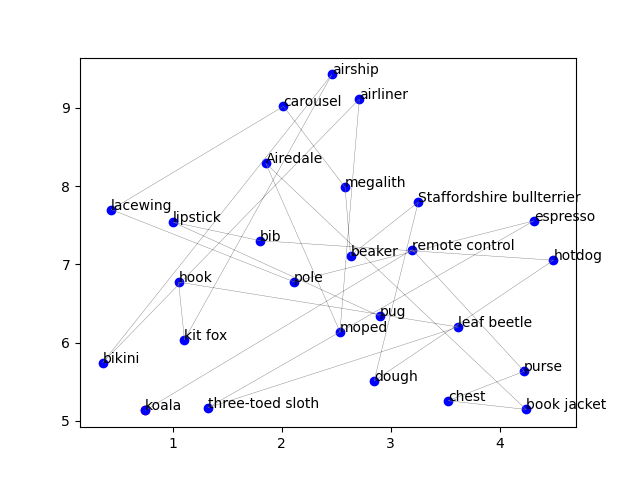 airship
airliner
carousel
9
Airedale
megalith
8
Staffordshire bullterrier
lacewing
espresso
lipstick
bib
remote control
beaker
hotdog
7
hook
pole
pug
leaf beetle
moped
kit fox
6
bikini
purse
dough
chest
three-toed sloth
koala
book jacket
5
1 2 3 4